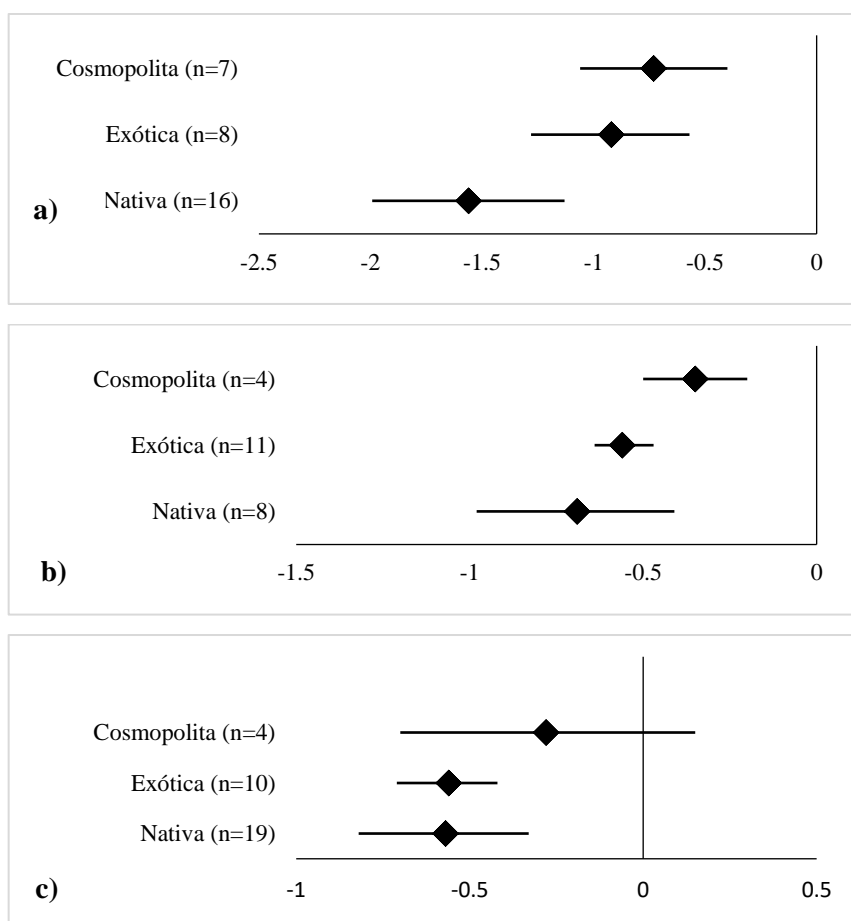 Cosmopolita (n=7)
Exótica (n=8)
Nativa (n=16)
a)
-2.5 -2 -1.5 -1 -0.5 0
Cosmopolita (n=4)
Exótica (n=11)
Nativa (n=8)
b)
-1.5 -1 -0.5 0
Cosmopolita (n=4)
Exótica (n=10)
Nativa (n=19)
c)
-1 -0.5 0 0.5